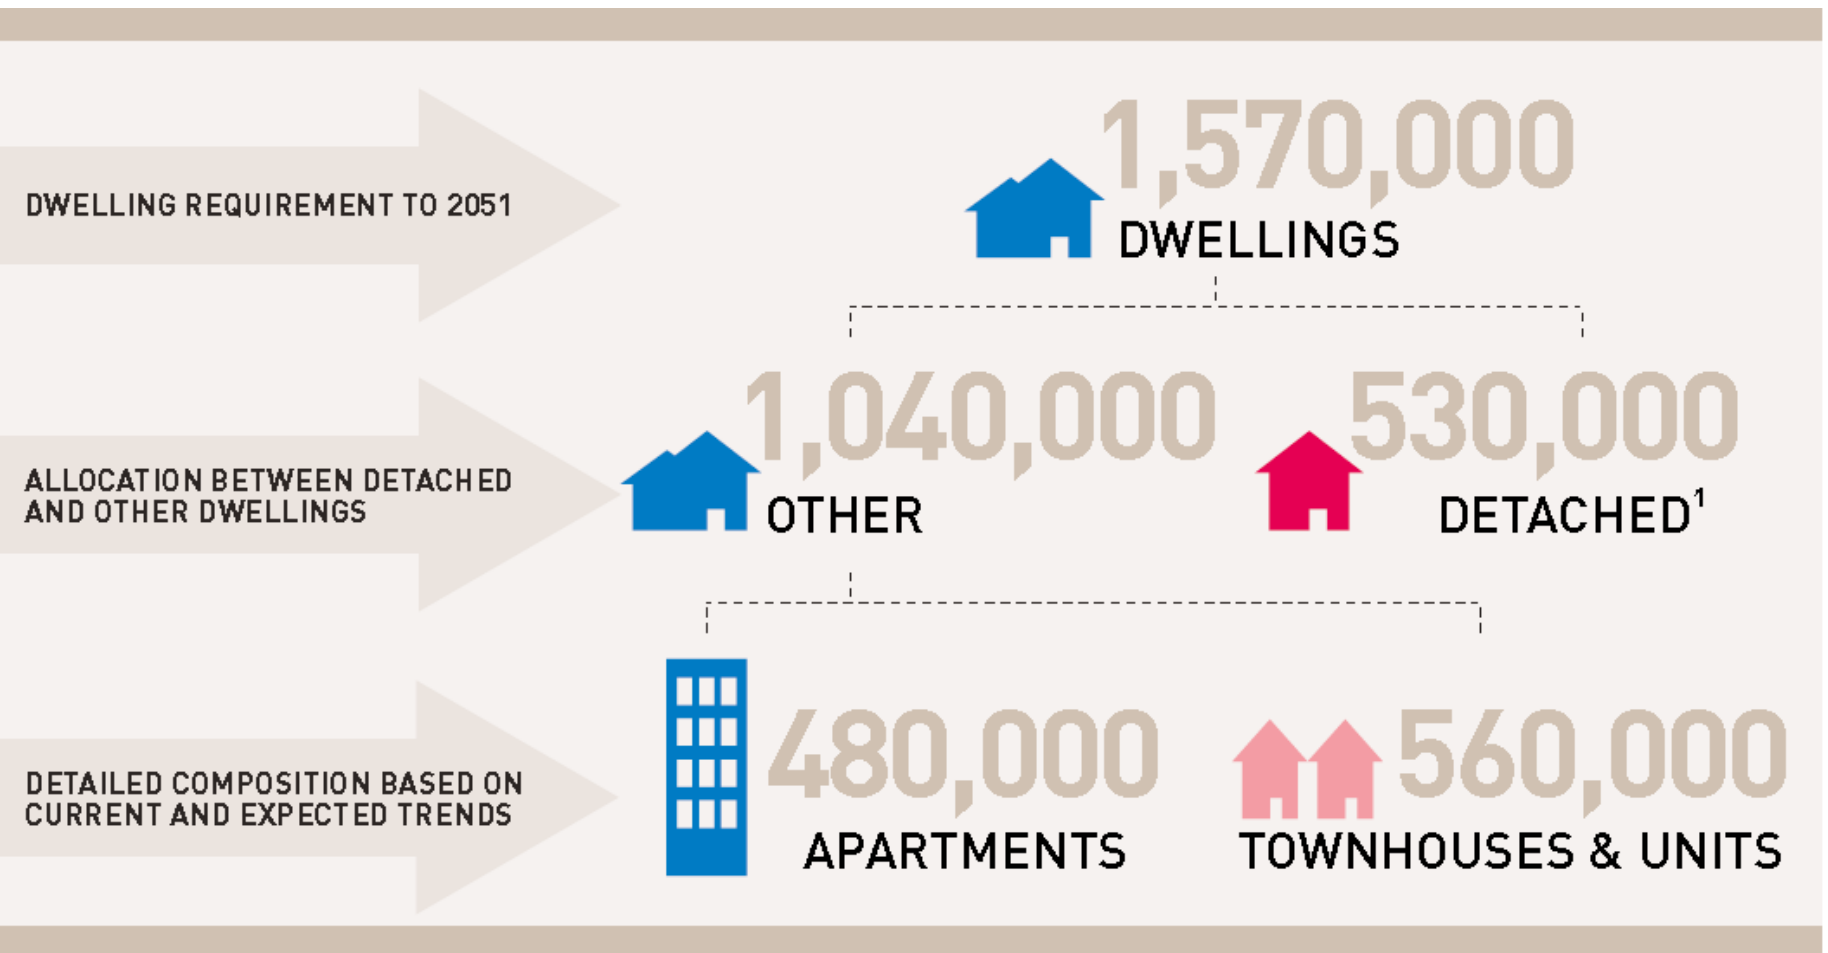 1,570,000
DWELLING REQUIREMENT TO 2051
DWELLINGS
1,040,000
530,000
ALLOCATION BETWEEN DETACHED
AND OTHER DWELLINGS
OTHER
DETACHED¹
480,000
560,000
DETAILED COMPOSITION BASED ON
CURRENT AND EXPECTED TRENDS
APARTMENTS
TOWNHOUSES & UNITS